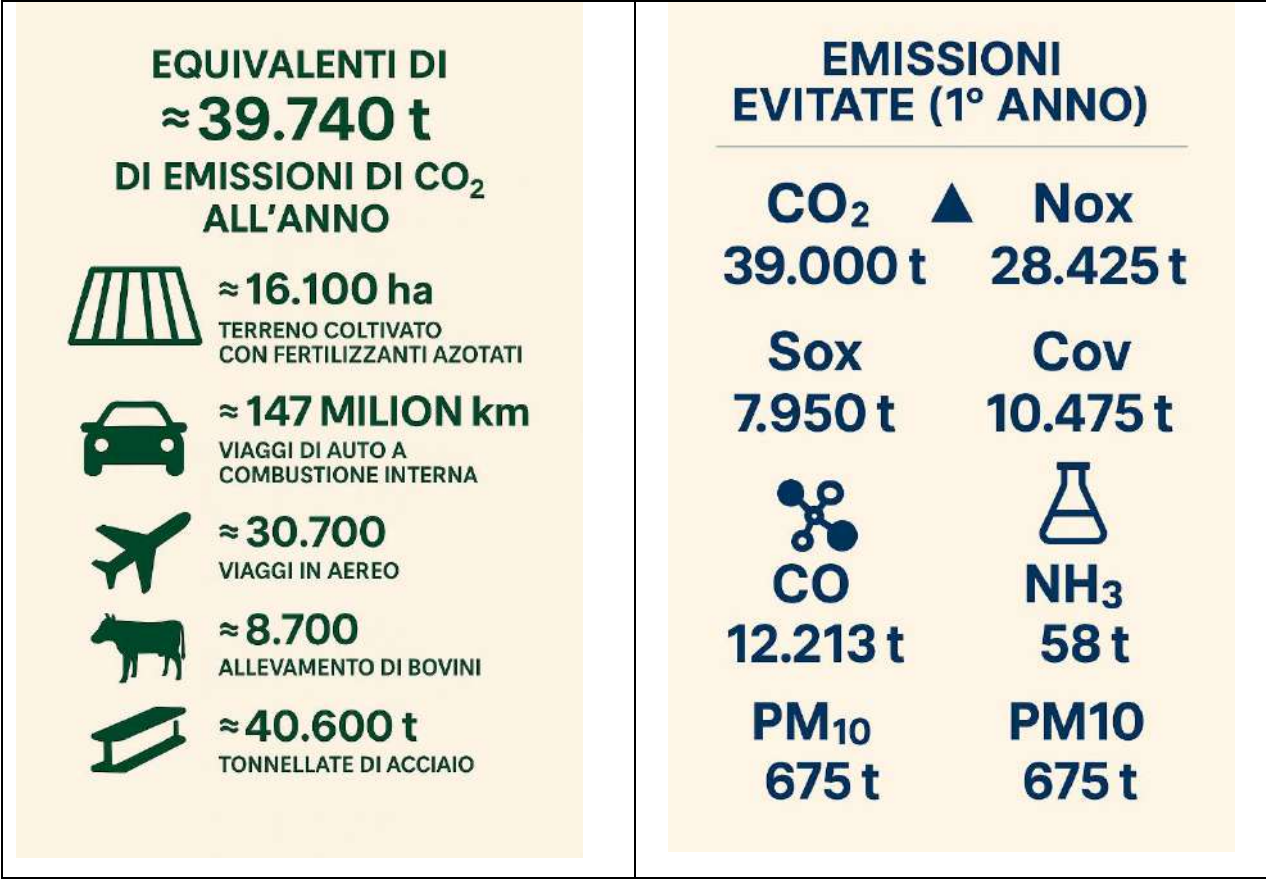 EQUIVALENTI DI
≈39.740 t
DI EMISSIONI DI CO₂
ALL'ANNO
≈16.100 ha
TERRENO COLTIVATO
CON FERTILIZZANTI AZOTATI
≈147 MILION km
VIAGGI DI AUTO A
COMBUSTIONE INTERNA
≈30.700
VIAGGI IN AEREO
≈8.700
ALLEVAMENTO DI BOVINI
≈40.600 t
TONNELLATE DI ACCIAIO
EMISSIONI
EVITATE (1° ANNO)
CO₂ ▲ Nox
39.000 t 28.425 t
Sox Cov
7.950 t 10.475 t
CO NH₃
12.213 t 58 t
PM₁₀ PM10
675 t 675 t